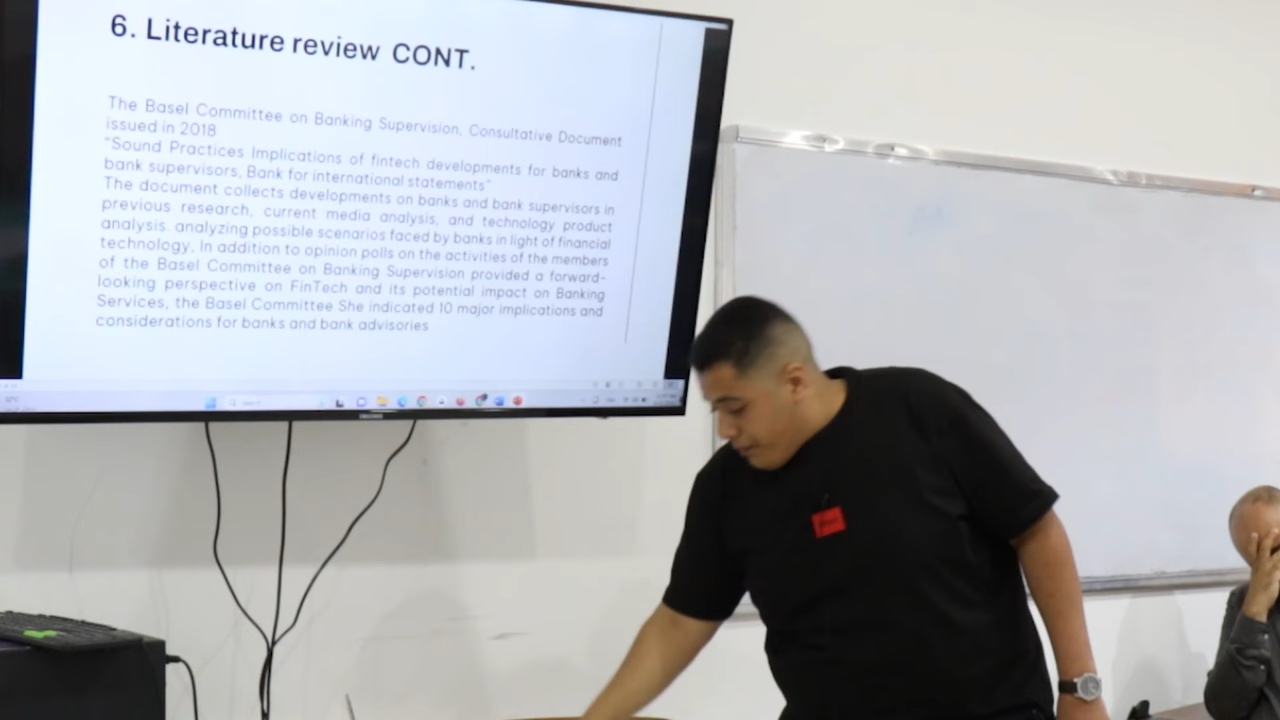 6. Literature review CONT.
The Basel Committee on Banking Supervision, Consultative Document
issued in 2018
"Sound Practices Implications of fintech developments for banks and
bank supervisors, Bank for international statements"
The document collects developments on banks and bank supervisors in
previous research, current media analysis, and technology product
analysis. analyzing possible scenarios faced by banks in light of financial
technology. In addition to opinion polls on the activities of the members
of the Basel Committee on Banking Supervision provided a forward-
looking perspective on FinTech and its potential impact on Banking
Services, the Basel Committee She indicated 10 major implications and
considerations for banks and bank advisories